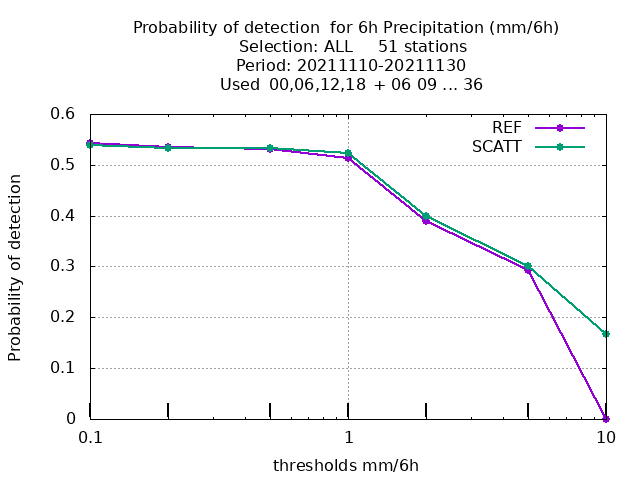 Probability of detection  for 6h Precipitation (mm/6h)
Selection: ALL     51 stations
Period: 20211110-20211130
Used  00,06,12,18  + 06 09 ... 36
REF
SCATT
0.6
0.5
0.4
0.3
0.2
0.1
0
Probability of detection
0.1 1 10
thresholds mm/6h